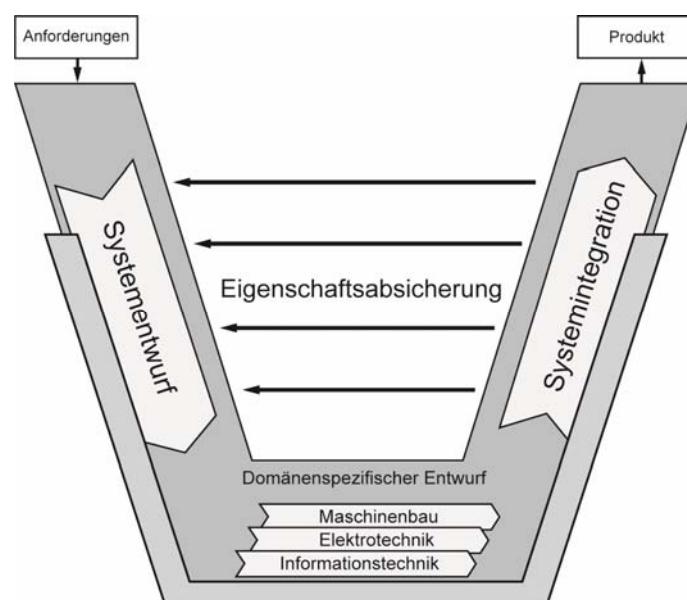 Anforderungen
Produkt
Systementwurf
Eigenschaftsabsicherung
Systemintegration
Domänenspezifischer Entwurf
Maschinenbau
Elektrotechnik
Informationstechnik